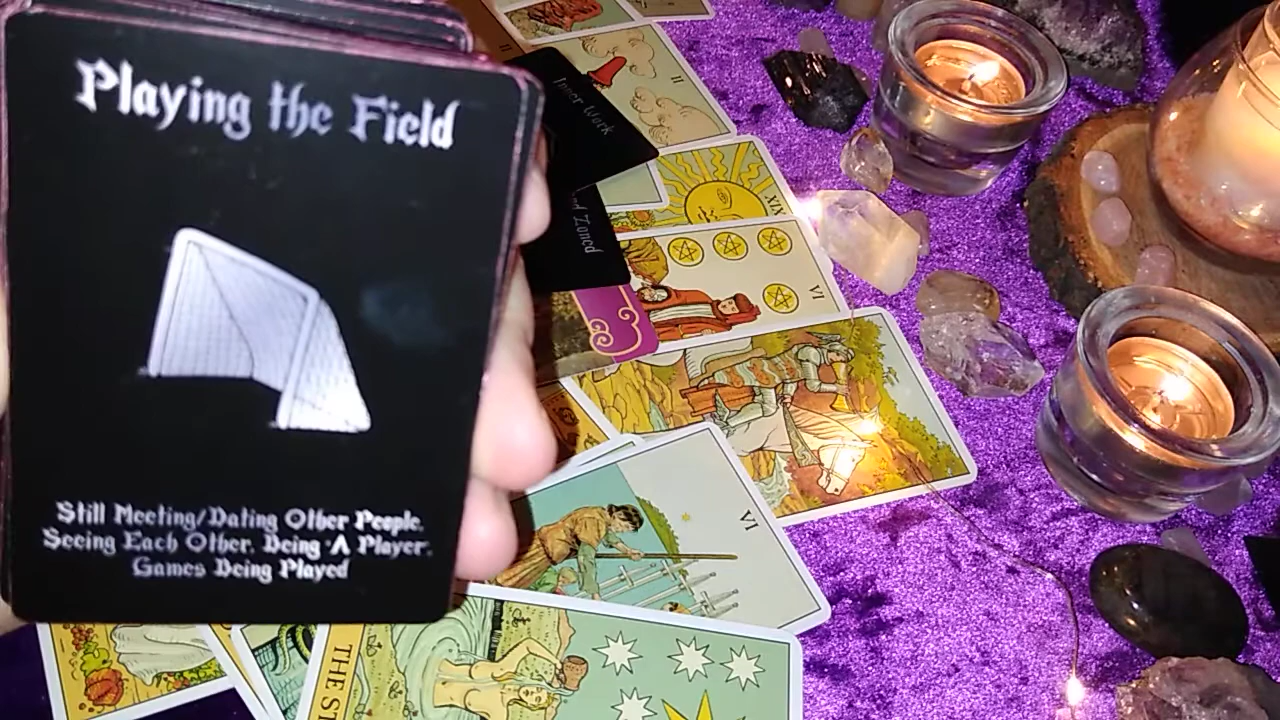 Playing the Field
Still Meeting/Dating Other People.
Seeing Each Other. Being 'A Player'.
Games Being Played
Inner Work
Zoned
II
II
XIX
VI
VI
THE ST